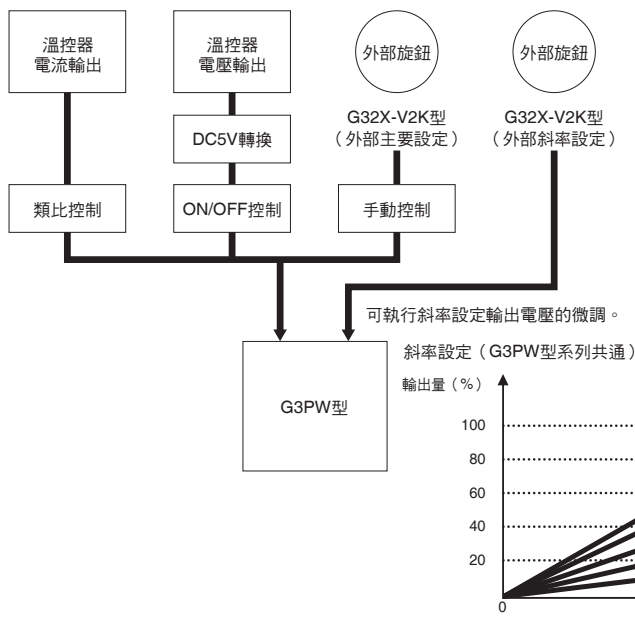 溫控器
電流輸出
溫控器
電壓輸出
外部旋鈕
外部旋鈕
G32X-V2K型
（外部主要設定）
G32X-V2K型
（外部斜率設定）
DC5V轉換
類比控制
ON/OFF控制
手動控制
可執行斜率設定輸出電壓的微調。
斜率設定（G3PW型系列共通）
G3PW型
輸出量（%）
100
80
60
40
20
0